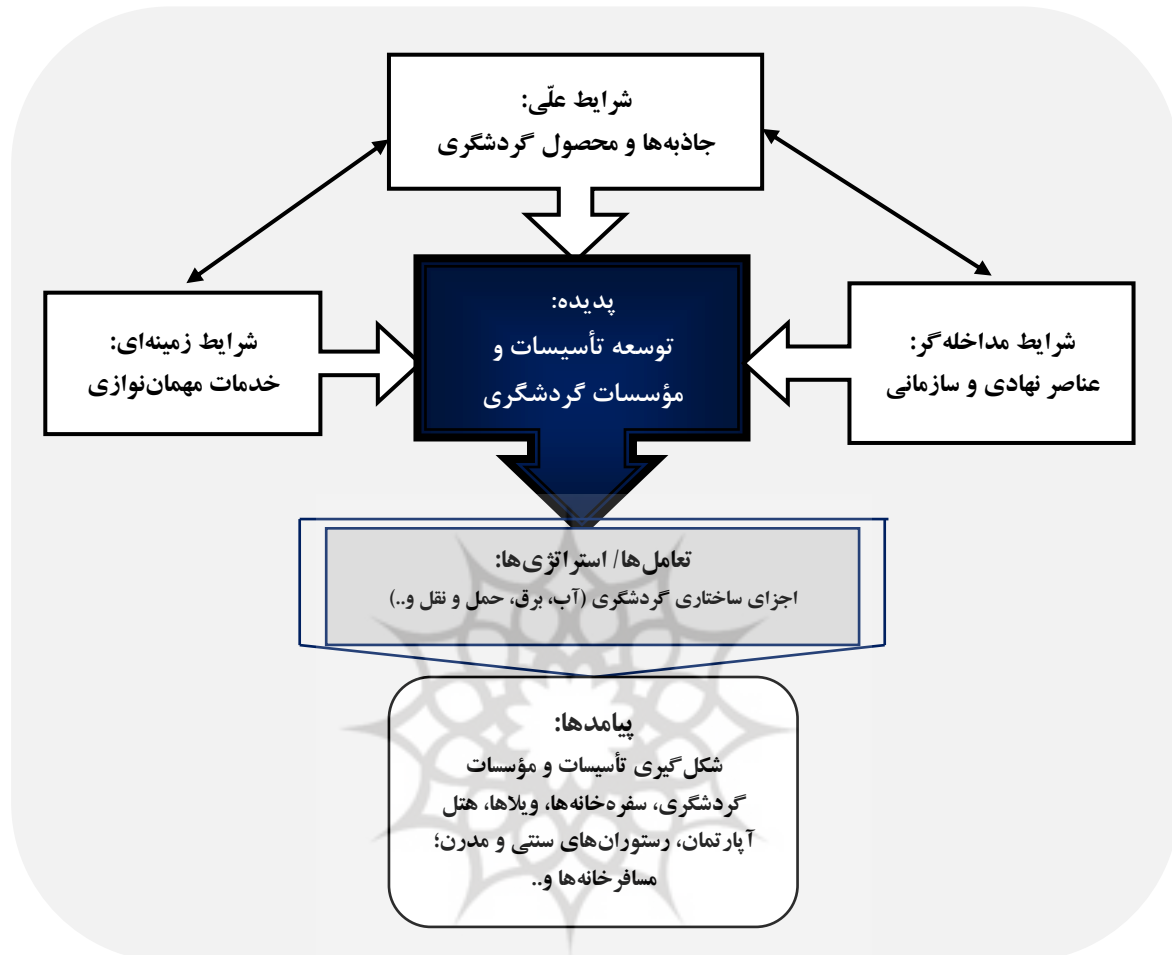 شرایط علّی:
جاذبه‌ها و محصول گردشگری
شرایط مداخله‌گر:
عناصر نهادی و سازمانی
پدیده:
توسعه تأسیسات و
مؤسسات گردشگری
شرایط زمینه‌ای:
خدمات مهمان‌نوازی
تعامل‌ها/ استراتژی‌ها:
اجزای ساختاری گردشگری (آب، برق، حمل و نقل و..)
پیامدها:
شکل‌گیری تأسیسات و مؤسسات
گردشگری، سفره‌خانه‌ها، ویلاها، هتل
آپارتمان، رستوران‌های سنتی و مدرن؛
مسافرخانه‌ها و..